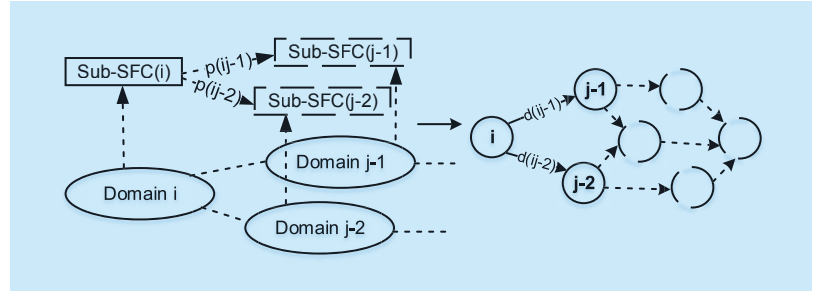 Sub-SFC(i)
p(ij-1)
Sub-SFC(j-1)
p(ij-2)
Sub-SFC(j-2)
Domain i
Domain j-1
Domain j-2
i
d(ij-1)
j-1
d(ij-2)
j-2